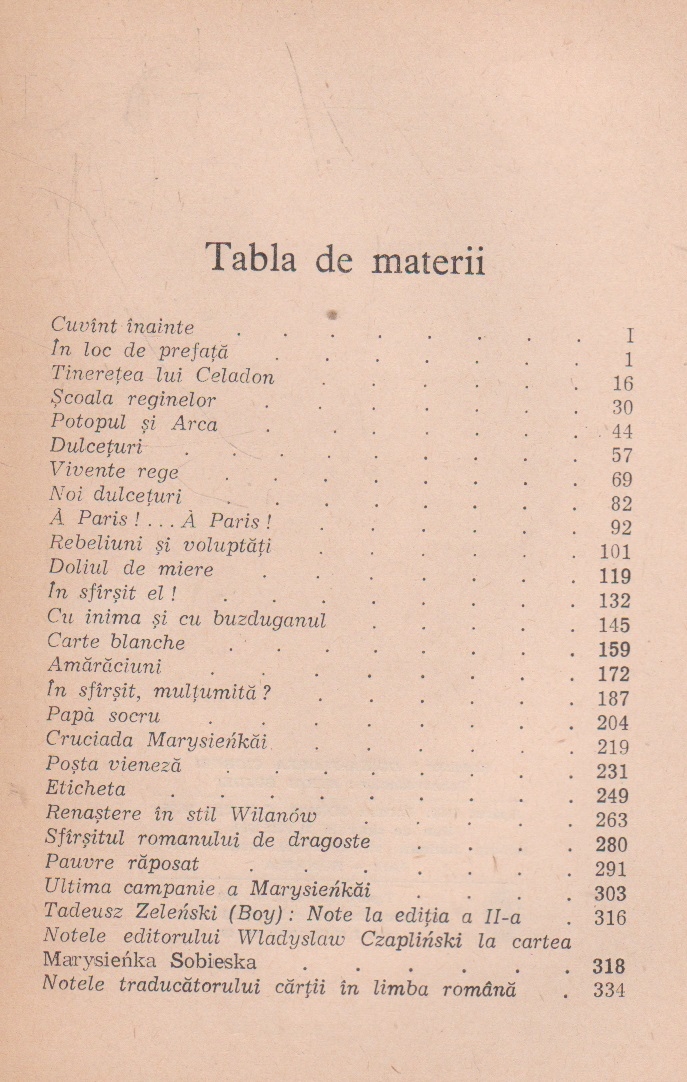 Tabla de materii
Cuvînt înainte . . . . . . . . I
În loc de prefață . . . . . . . 1
Tinerețea lui Celadon . . . . . . 16
Școala reginelor . . . . . . . 30
Potopul și Arca . . . . . . . 44
Dulcețuri . . . . . . . . . 57
Vivente rege . . . . . . . . 69
Noi dulcețuri . . . . . . . . 82
À Paris ! . . . À Paris ! . . . . . . 92
Rebeliuni și voluptăți . . . . . . 101
Doliul de miere . . . . . . . 119
În sfîrșit el ! . . . . . . . . 132
Cu inima și cu buzduganul . . . . . 145
Carte blanche . . . . . . . . 159
Amărăciuni . . . . . . . . 172
În sfîrșit, mulțumită ? . . . . . . 187
Papà socru . . . . . . . . 204
Cruciada Marysieńkăi . . . . . . 219
Poșta vieneză . . . . . . . . 231
Eticheta . . . . . . . . . 249
Renaștere în stil Wilanów . . . . . 263
Sfîrșitul romanului de dragoste . . . . 280
Pauvre răposat . . . . . . . 291
Ultima campanie a Marysieńkăi . . . . 303
Tadeusz Zeleński (Boy) : Note la ediția a II-a . 316
Notele editorului Wladyslaw Czapliński la cartea
Marysieńka Sobieska . . . . . . 318
Notele traducătorului cărții în limba română . 334